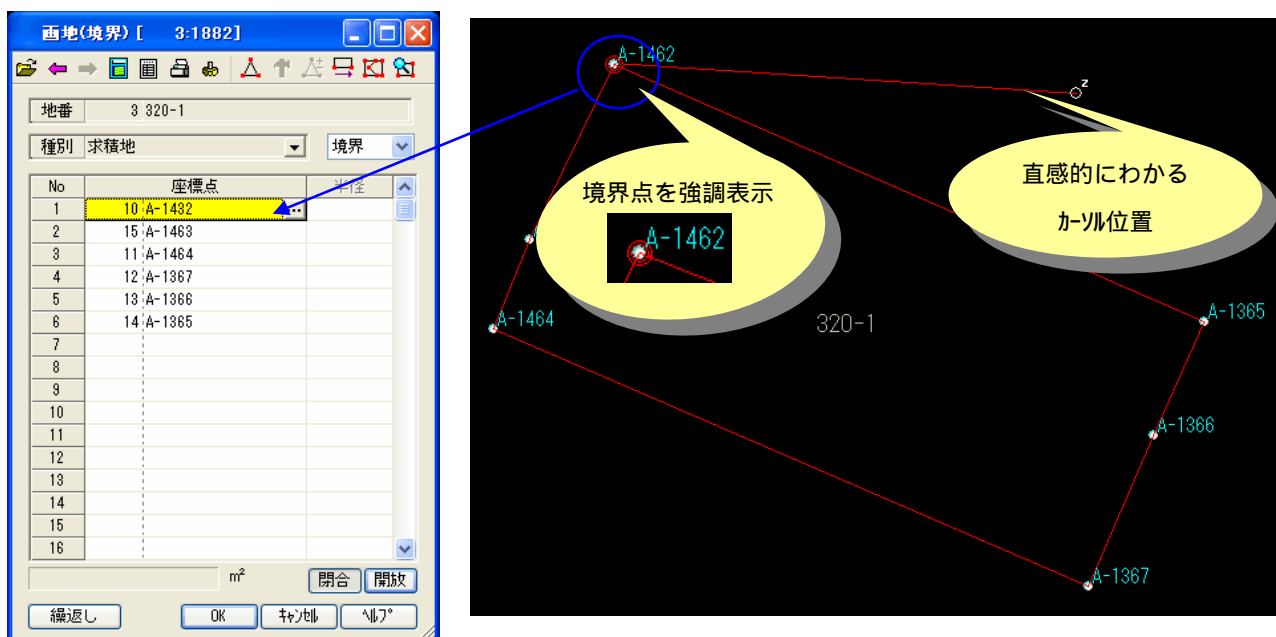 画地(境界) [ 3:1882]
地番 3 320-1
種別 求積地 境界
No 座標点 半径
1 10 A-1432 ...
2 15 A-1463
3 11 A-1464
4 12 A-1367
5 13 A-1366
6 14 A-1365
7
8
9
10
11
12
13
14
15
16
m²
閉合 開放
繰返し OK ｷｬﾝｾﾙ ﾍﾙﾌﾟ
A-1462
z
境界点を強調表示
A-1462
直感的にわかる
ｶｰｿﾙ位置
A-1464
320-1
A-1365
A-1366
A-1367